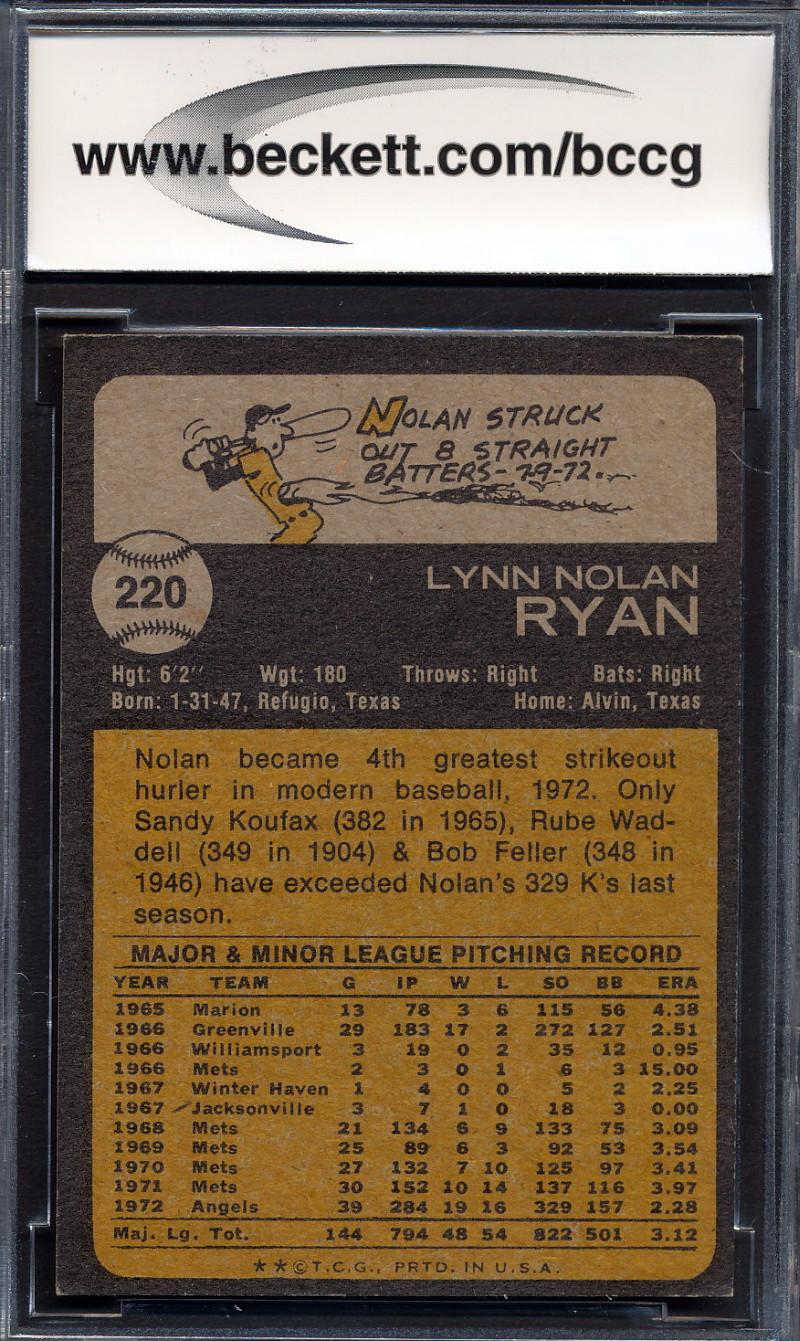 www.beckett.com/bccg
NOLAN STRUCK
OUT 8 STRAIGHT
BATTERS-7-9-72...
220
LYNN NOLAN
RYAN
Hgt: 6'2" Wgt: 180 Throws: Right Bats: Right
Born: 1-31-47, Refugio, Texas Home: Alvin, Texas
Nolan became 4th greatest strikeout
hurler in modern baseball, 1972. Only
Sandy Koufax (382 in 1965), Rube Wad-
dell (349 in 1904) & Bob Feller (348 in
1946) have exceeded Nolan's 329 K's last
season.
MAJOR & MINOR LEAGUE PITCHING RECORD
YEAR TEAM G IP W L SO BB ERA
1965 Marion 13 78 3 6 115 56 4.38
1966 Greenville 29 183 17 2 272 127 2.51
1966 Williamsport 3 19 0 2 35 12 0.95
1966 Mets 2 3 0 1 6 3 15.00
1967 Winter Haven 1 4 0 0 5 2 2.25
1967 Jacksonville 3 7 1 0 18 3 0.00
1968 Mets 21 134 6 9 133 75 3.09
1969 Mets 25 89 6 3 92 53 3.54
1970 Mets 27 132 7 10 125 97 3.41
1971 Mets 30 152 10 14 137 116 3.97
1972 Angels 39 284 19 16 329 157 2.28
Maj. Lg. Tot. 144 794 48 54 822 501 3.12
**©T.C.G., PRTD. IN U.S.A.